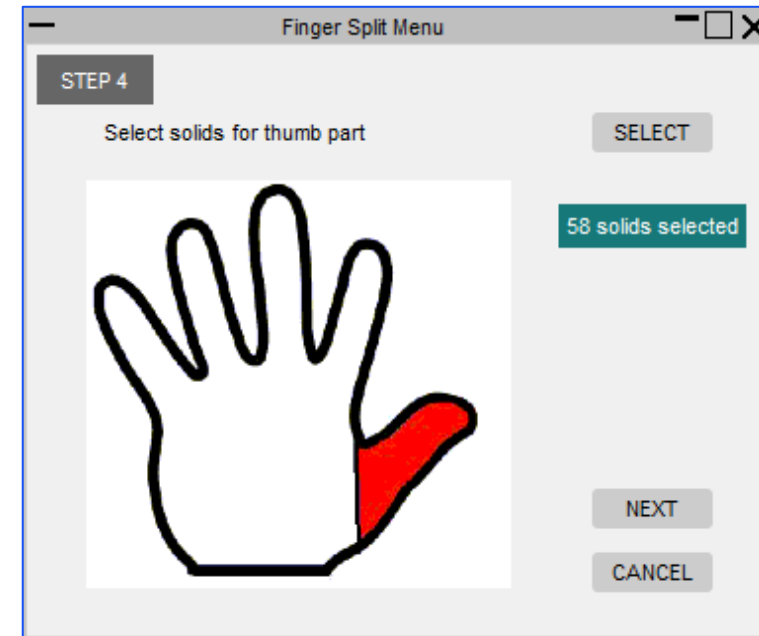 Finger Split Menu
STEP 4
Select solids for thumb part
SELECT
58 solids selected
NEXT
CANCEL